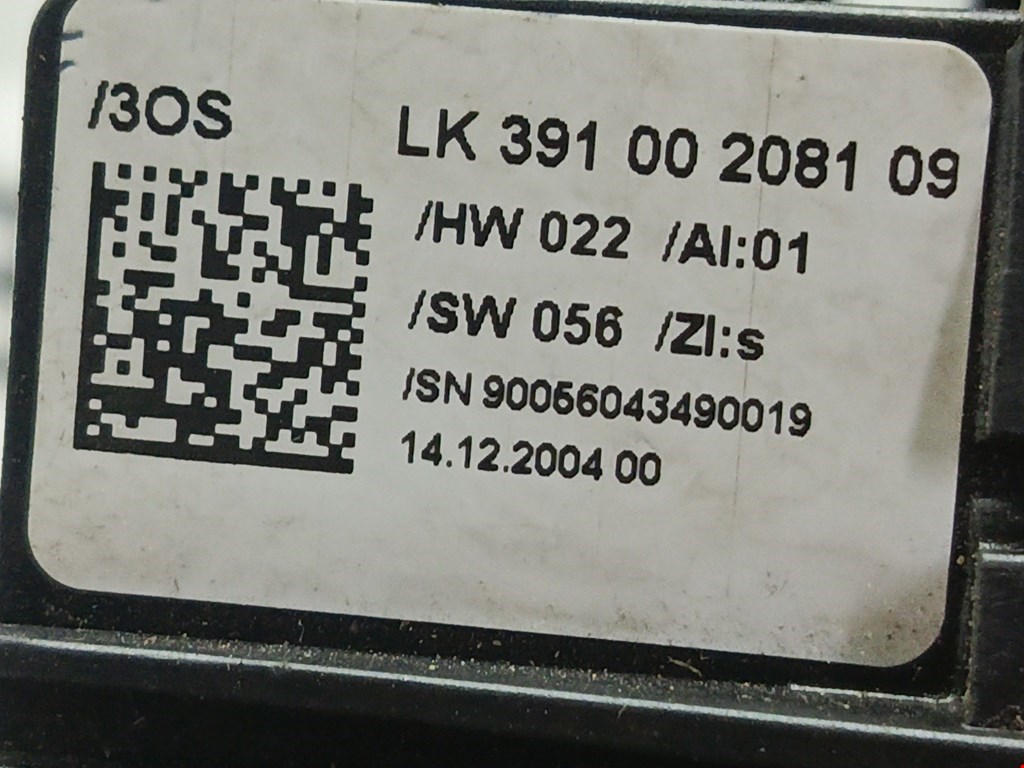 /3OS
LK 391 00 2081 09
/HW 022 /AI:01
/SW 056 /ZI:s
/SN 90056043490019
14.12.2004 00